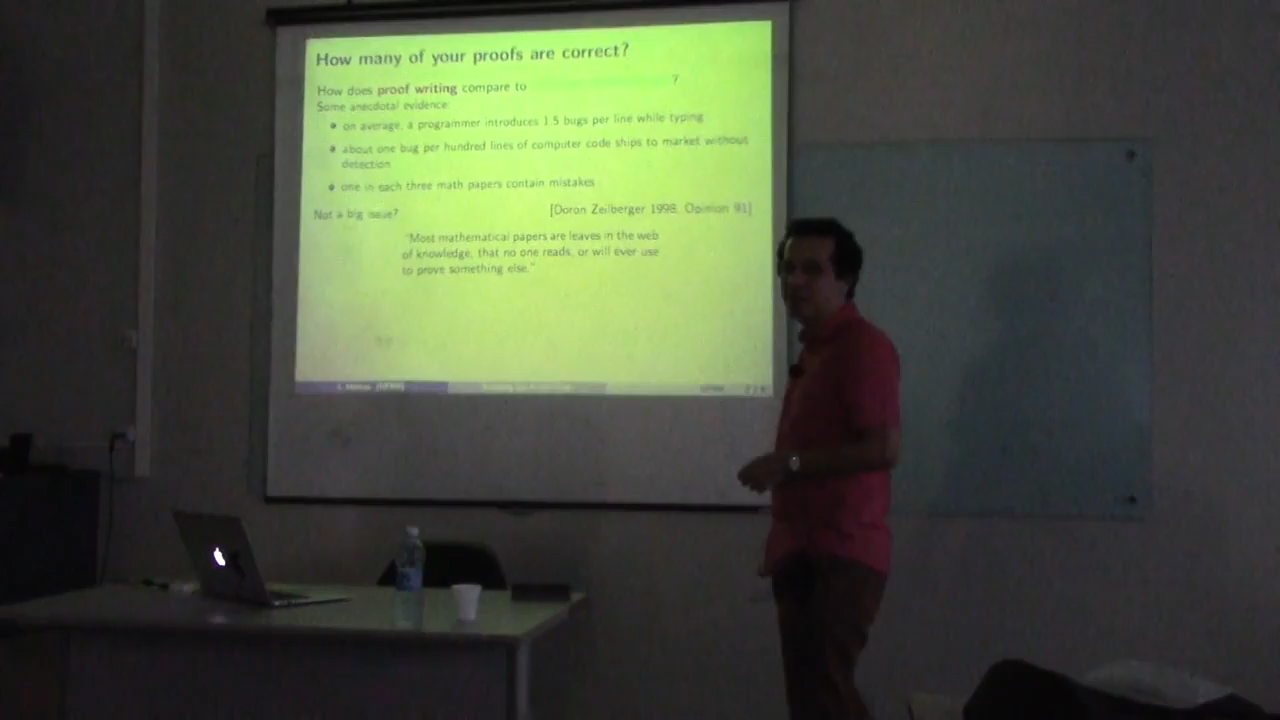 How many of your proofs are correct?
How does proof writing compare to ?
Some anecdotal evidence:
on average, a programmer introduces 1.5 bugs per line while typing
about one bug per hundred lines of computer code ships to market without
detection
one in each three math papers contain mistakes
Not a big issue? [Doron Zeilberger 1998, Opinion 91]
"Most mathematical papers are leaves in the web
of knowledge, that no one reads, or will ever use
to prove something else."